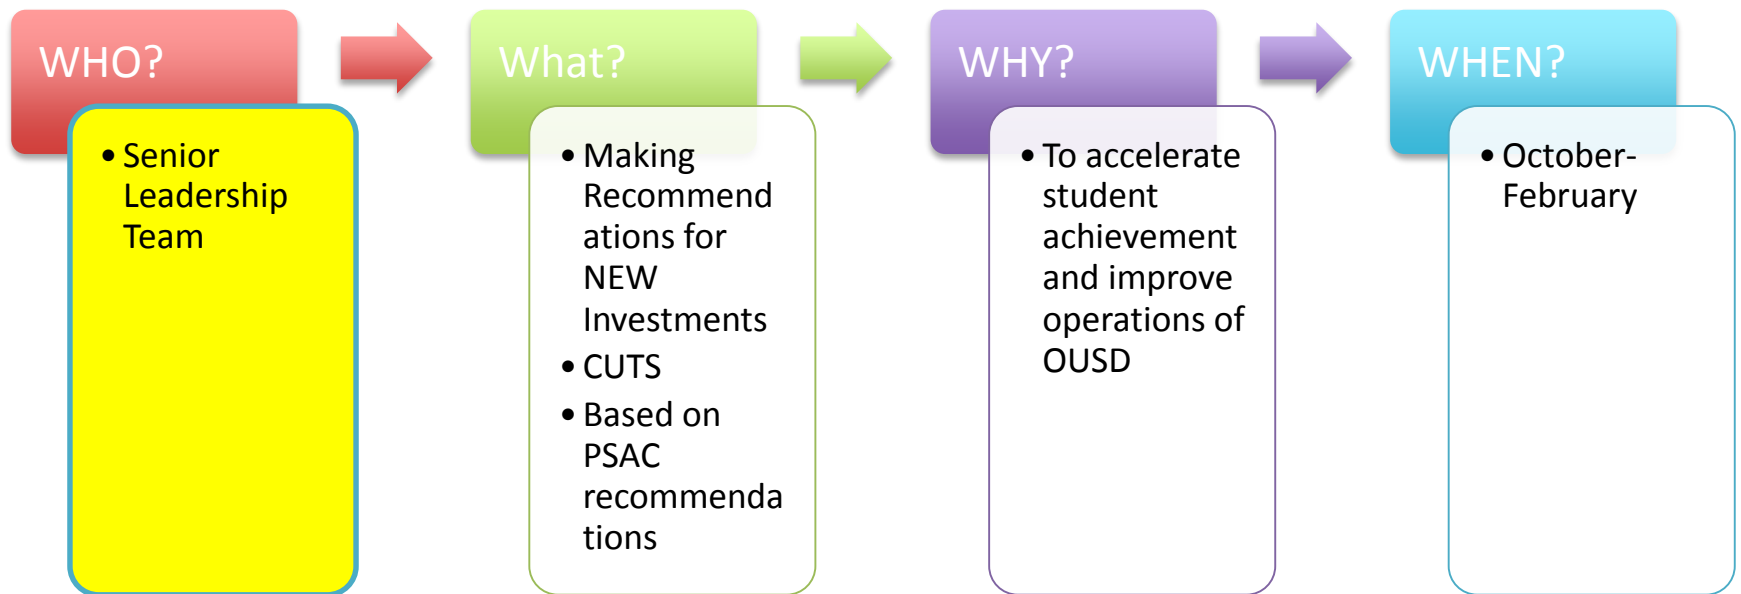 WHO?
• Senior
Leadership
Team
What?
• Making
Recommend
ations for
NEW
Investments
• CUTS
• Based on
PSAC
recommenda
tions
WHY?
• To accelerate
student
achievement
and improve
operations of
OUSD
WHEN?
• October-
February